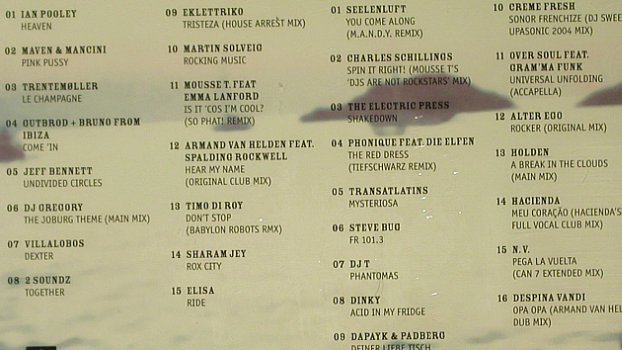 01 IAN POOLEY
HEAVEN
02 MAVEN & MANCINI
PINK PUSSY
03 TRENTEMØLLER
LE CHAMPAGNE
04 GUTBROD + BRUNO FROM
IBIZA
COME 'IN
05 JEFF BENNETT
UNDIVIDED CIRCLES
06 DJ GREGORY
THE JOBURG THEME (MAIN MIX)
07 VILLALOBOS
DEXTER
08 2 SOUNDZ
TOGETHER
09 EKLETTRIKO
TRISTEZA (HOUSE ARREST MIX)
10 MARTIN SOLVEIG
ROCKING MUSIC
11 MOUSSE T. FEAT
EMMA LANFORD
IS IT 'COS I'M COOL?
(SO PHAT! REMIX)
12 ARMAND VAN HELDEN FEAT.
SPALDING ROCKWELL
HEAR MY NAME
(ORIGINAL CLUB MIX)
13 TIMO DI ROY
DON'T STOP
(BABYLON ROBOTS RMX)
14 SHARAM JEY
ROX CITY
15 ELISA
RIDE
01 SEELENLUFT
YOU COME ALONG
(M.A.N.D.Y. REMIX)
02 CHARLES SCHILLINGS
SPIN IT RIGHT! (MOUSSE T'S
'DJS ARE NOT ROCKSTARS' MIX)
03 THE ELECTRIC PRESS
SHAKEDOWN
04 PHONIQUE FEAT. DIE ELFEN
THE RED DRESS
(TIEFSCHWARZ REMIX)
05 TRANSATLATINS
MYSTERIOSA
06 STEVE BUG
FR 101.3
07 DJ T
PHANTOMAS
08 DINKY
ACID IN MY FRIDGE
09 DAPAYK & PADBERG
DEINER LIEBE TISCH
10 CREME FRESH
SONOR FRENCHIZE (DJ SWEE
UPASONIC 2004 MIX)
11 OVER SOUL FEAT.
GRAM'MA FUNK
UNIVERSAL UNFOLDING
(ACCAPELLA)
12 ALTER EGO
ROCKER (ORIGINAL MIX)
13 HOLDEN
A BREAK IN THE CLOUDS
(MAIN MIX)
14 HACIENDA
MEU CORAÇÃO (HACIENDA'S
FULL VOCAL CLUB MIX)
15 N.V.
PEGA LA VUELTA
(CAN 7 EXTENDED MIX)
16 DESPINA VANDI
OPA OPA (ARMAND VAN HEL
DUB MIX)